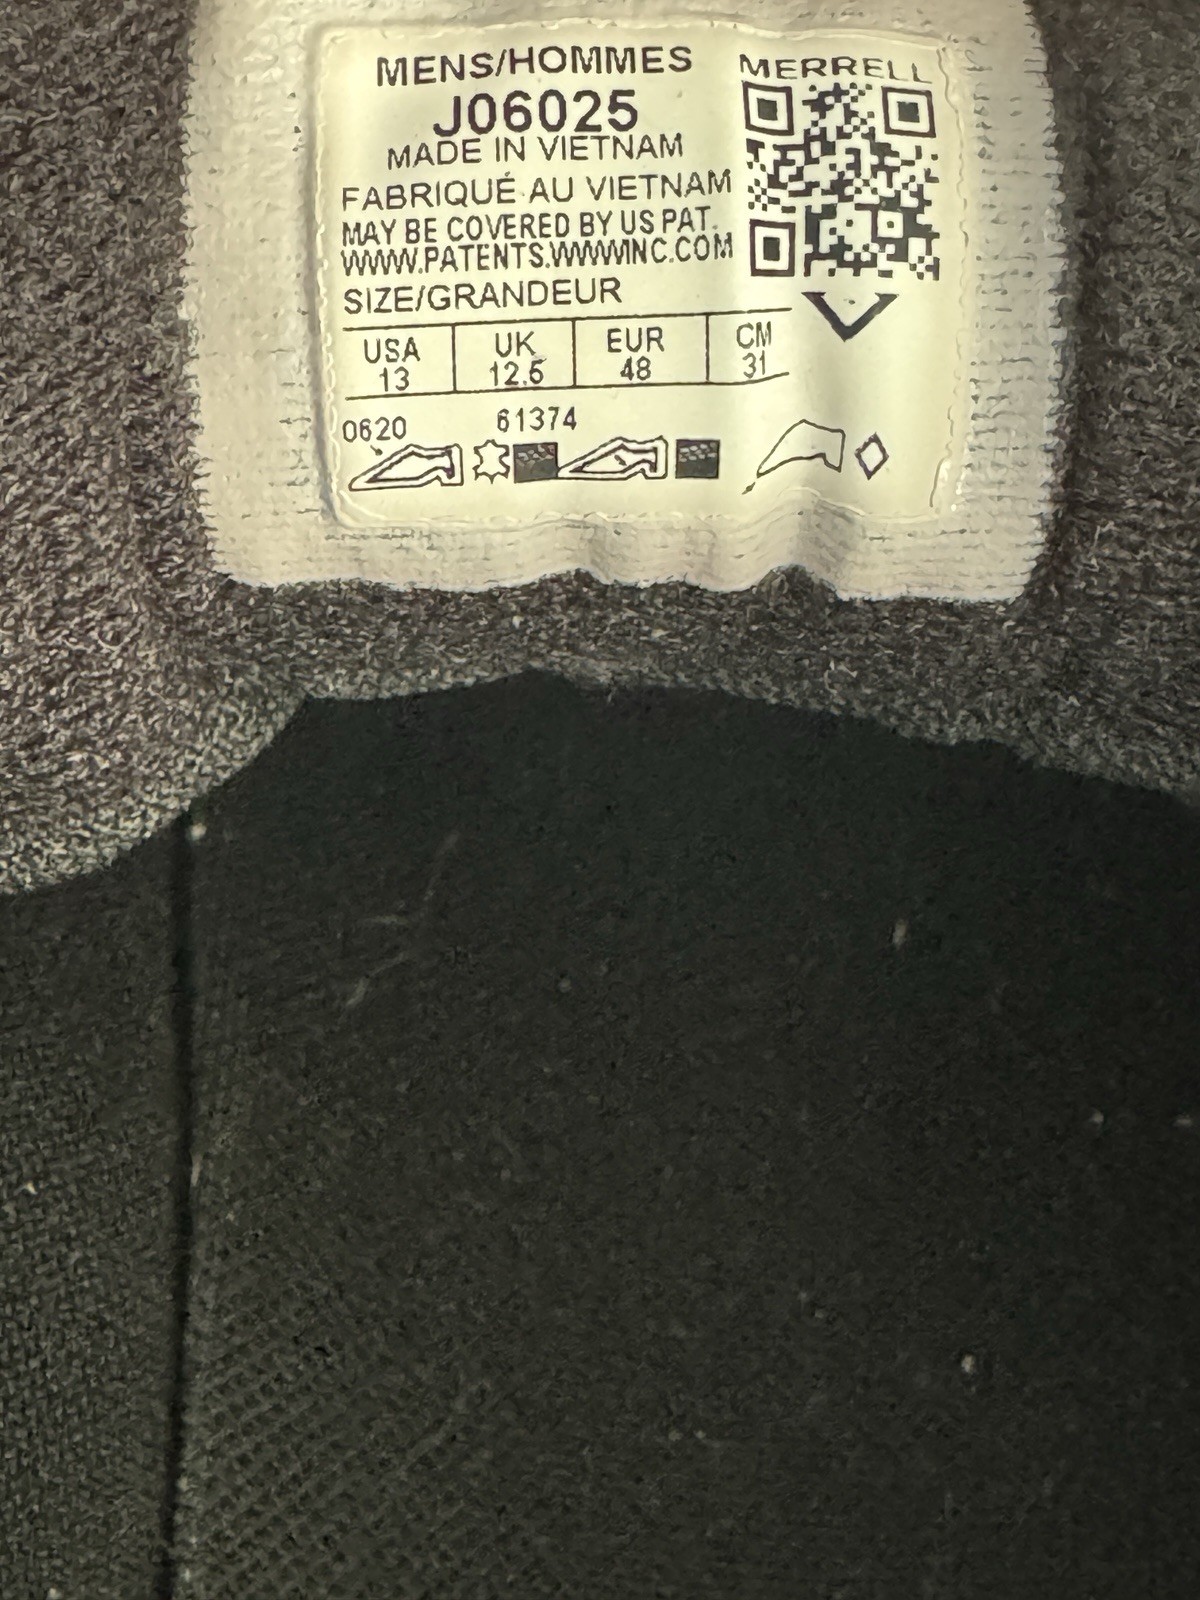 MENS/HOMMES
J06025
MADE IN VIETNAM
FABRIQUÉ AU VIETNAM
MAY BE COVERED BY US PAT.
WWW.PATENTS.WWWINC.COM
SIZE/GRANDEUR
USA UK EUR CM
13 12.5 48 31
0620 61374
MERRELL